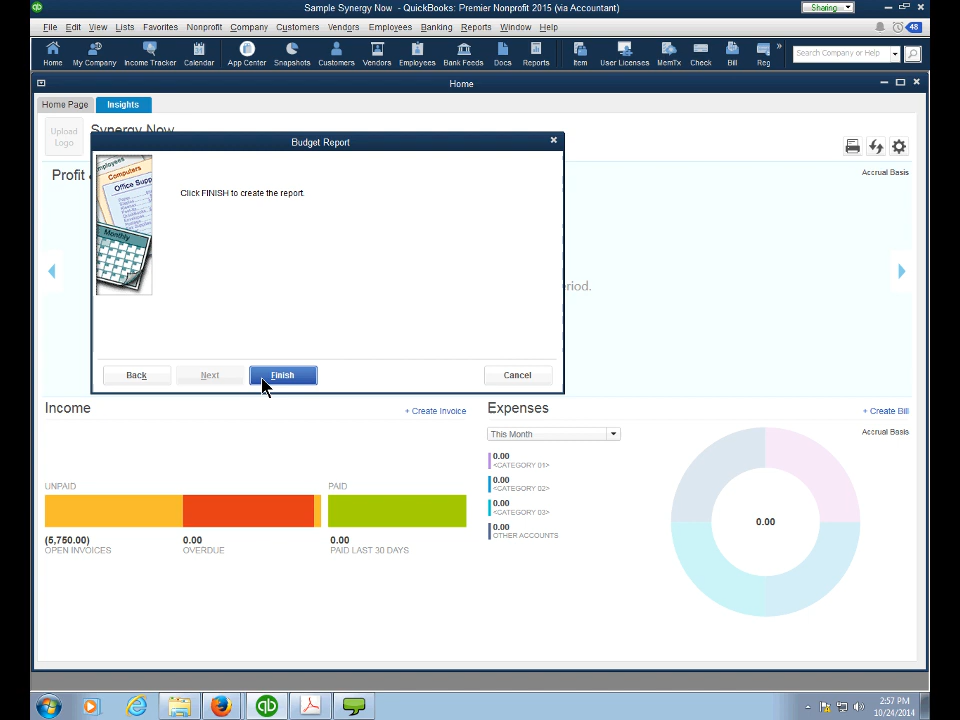 Sample Synergy Now - QuickBooks: Premier Nonprofit 2015 (via Accountant)
Sharing
File Edit View Lists Favorites Nonprofit Company Customers Vendors Employees Banking Reports Window Help
48
Home My Company Income Tracker Calendar App Center Snapshots Customers Vendors Employees Bank Feeds Docs Reports Item User Licenses MemTx Check Bill Reg »
Search Company or Help
Home
Home Page Insights
Upload
Logo
Synergy Now
Profit
Accrual Basis
Budget Report
Employees
Computers
Office Supp
Monthly
Click FINISH to create the report.
eriod.
Back Next Finish Cancel
Income
+ Create Invoice
UNPAID PAID
(5,750.00) 0.00 0.00
OPEN INVOICES OVERDUE PAID LAST 30 DAYS
Expenses
+ Create Bill
This Month
Accrual Basis
0.00
<CATEGORY 01>
0.00
<CATEGORY 02>
0.00
<CATEGORY 03>
0.00
OTHER ACCOUNTS
0.00
2:57 PM
10/24/2014